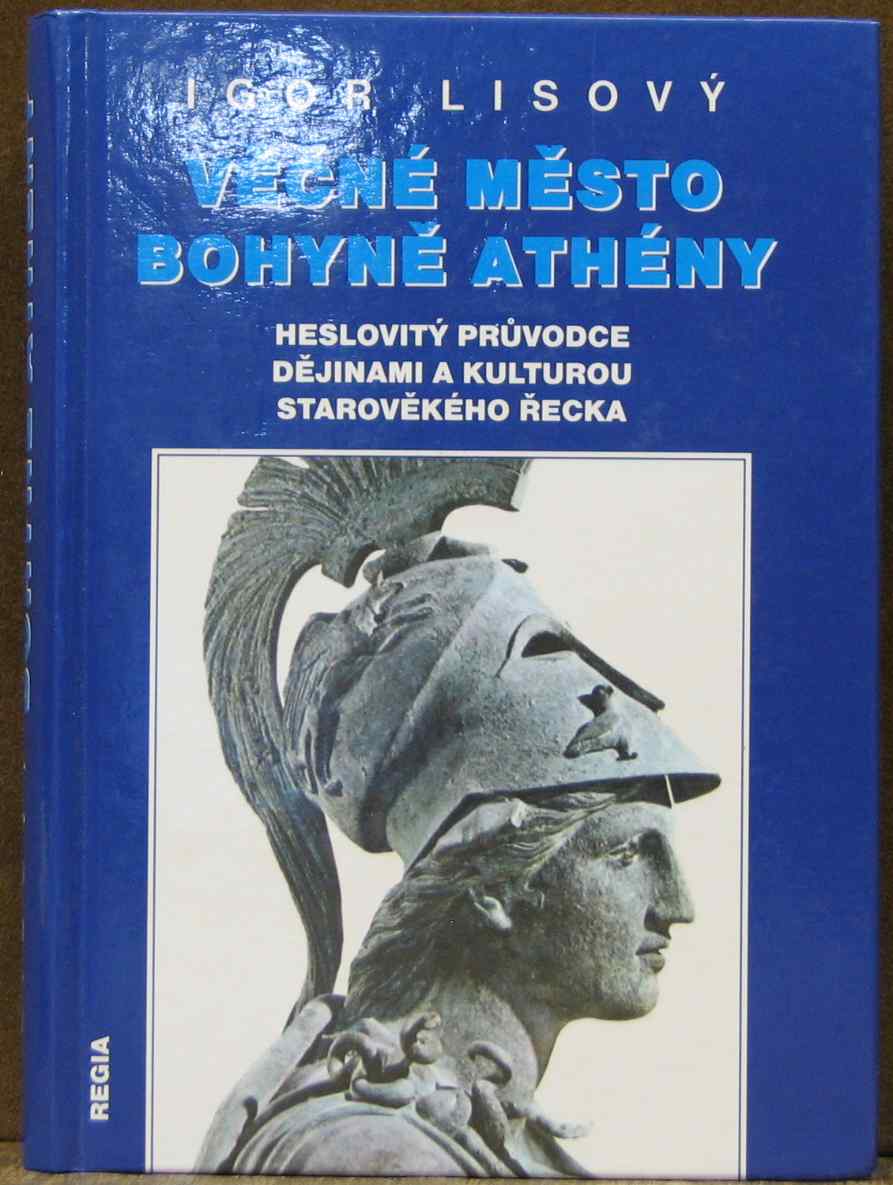 IGOR LISOVÝ
VĚČNÉ MĚSTO
BOHYNĚ ATHÉNY
HESLOVITÝ PRŮVODCE
DĚJINAMI A KULTUROU
STAROVĚKÉHO ŘECKA
REGIA